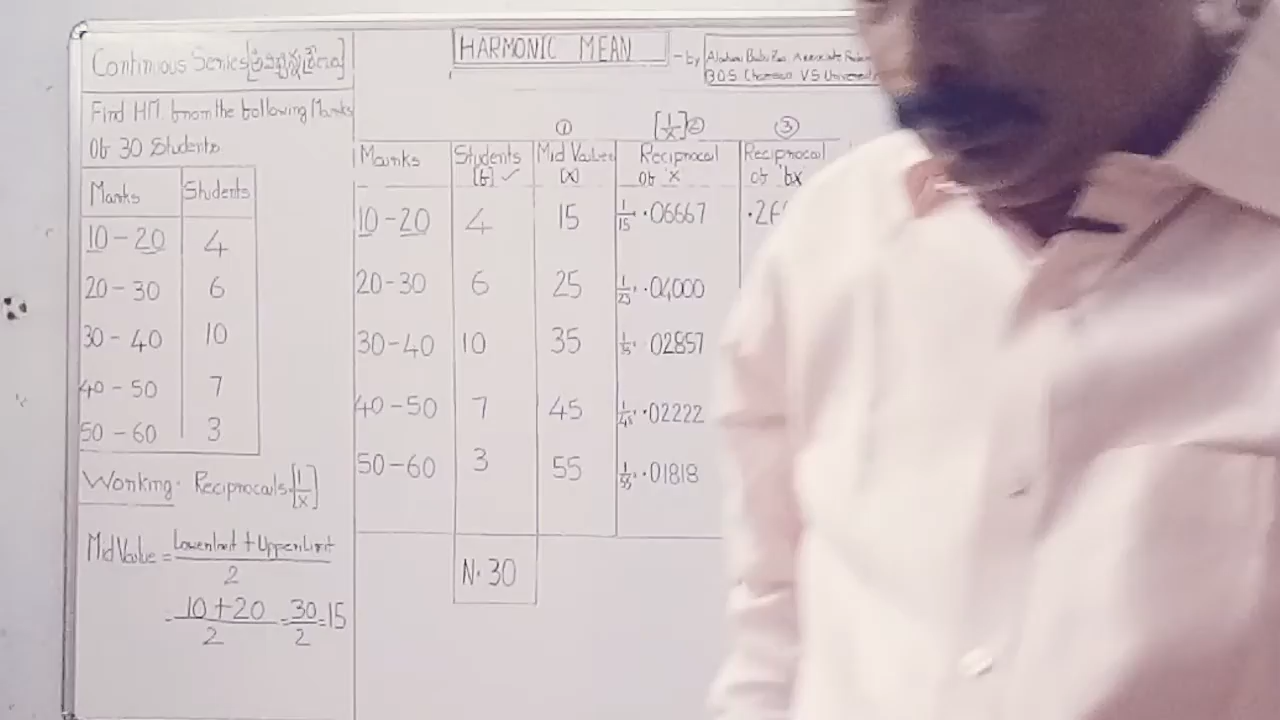 Continuous Series
HARMONIC MEAN
- by
Find HM from the following Marks
of 30 Students
Marks Students
10 - 20 4
20 - 30 6
30 - 40 10
40 - 50 7
50 - 60 3
Working. Reciprocals [1/x]
Mid Value = Lower limit + Upper Limit / 2
= 10 + 20 / 2 = 30 / 2 = 15
① [1/x] ② ③
Marks Students [f] ✓ Mid Value [x] Reciprocal of 'x Reciprocal of 'fx
10 - 20 4 15 1/15 · .06667
20 - 30 6 25 1/25 · .04000
30 - 40 10 35 1/35 · 02857
40 - 50 7 45 1/45 · .02222
50 - 60 3 55 1/55 · .01818
N · 30